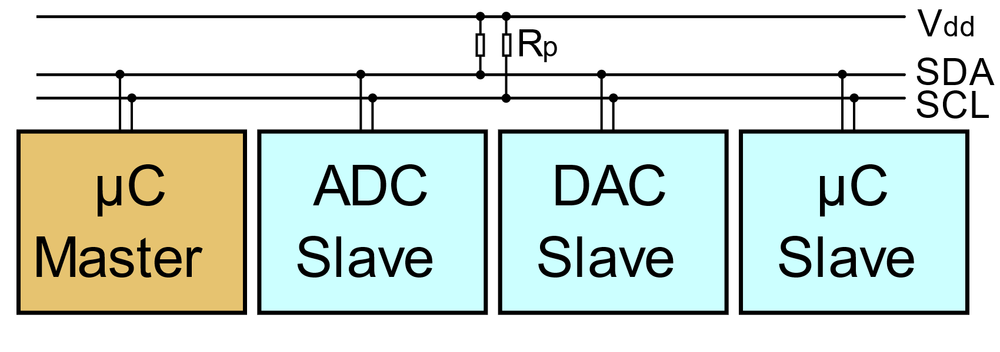 Vdd
Rp
SDA
SCL
µC
Master
ADC
Slave
DAC
Slave
µC
Slave